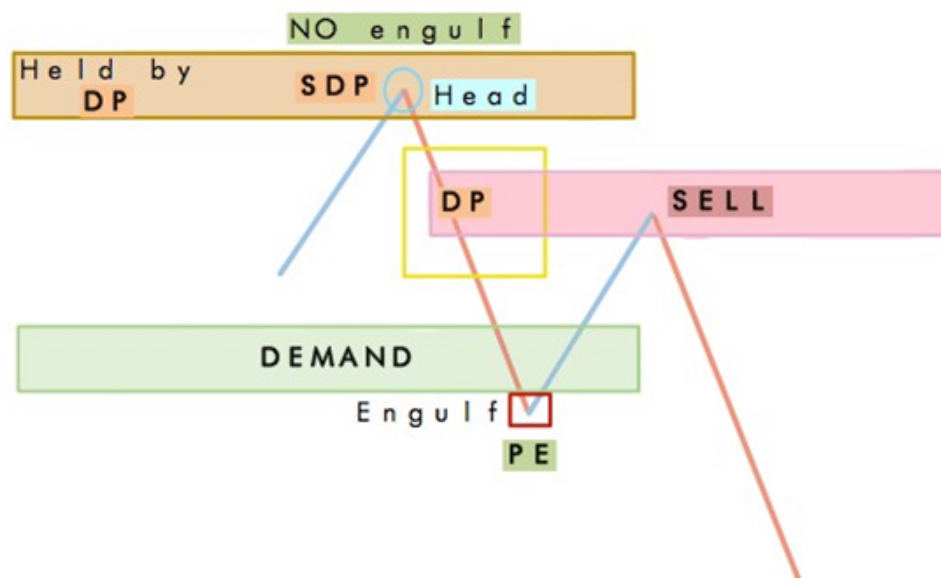 NO engulf
Held by
DP
SDP
Head
DP
SELL
DEMAND
Engulf
PE